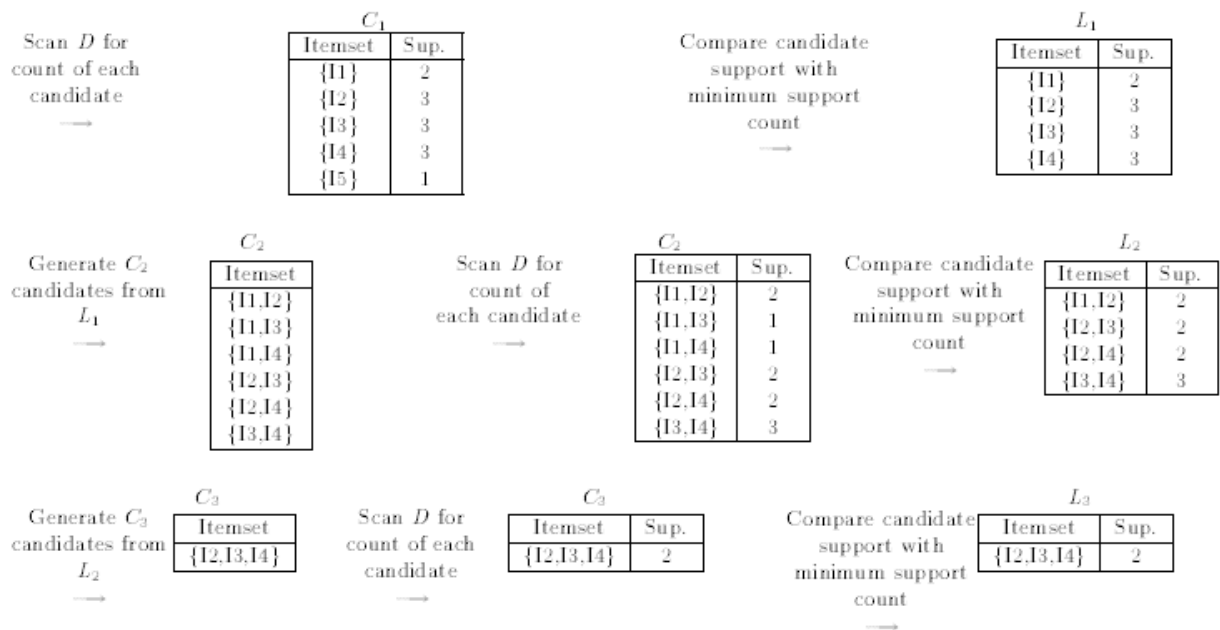 Scan D for
count of each
candidate
⟶
C₁
Itemset Sup.
{I1} 2
{I2} 3
{I3} 3
{I4} 3
{I5} 1
Compare candidate
support with
minimum support
count
⟶
L₁
Itemset Sup.
{I1} 2
{I2} 3
{I3} 3
{I4} 3
Generate C₂
candidates from
L₁
⟶
C₂
Itemset
{I1,I2}
{I1,I3}
{I1,I4}
{I2,I3}
{I2,I4}
{I3,I4}
Scan D for
count of
each candidate
⟶
C₂
Itemset Sup.
{I1,I2} 2
{I1,I3} 1
{I1,I4} 1
{I2,I3} 2
{I2,I4} 2
{I3,I4} 3
Compare candidate
support with
minimum support
count
⟶
L₂
Itemset Sup.
{I1,I2} 2
{I2,I3} 2
{I2,I4} 2
{I3,I4} 3
Generate C₃
candidates from
L₂
⟶
C₃
Itemset
{I2,I3,I4}
Scan D for
count of each
candidate
⟶
C₃
Itemset Sup.
{I2,I3,I4} 2
Compare candidate
support with
minimum support
count
⟶
L₃
Itemset Sup.
{I2,I3,I4} 2